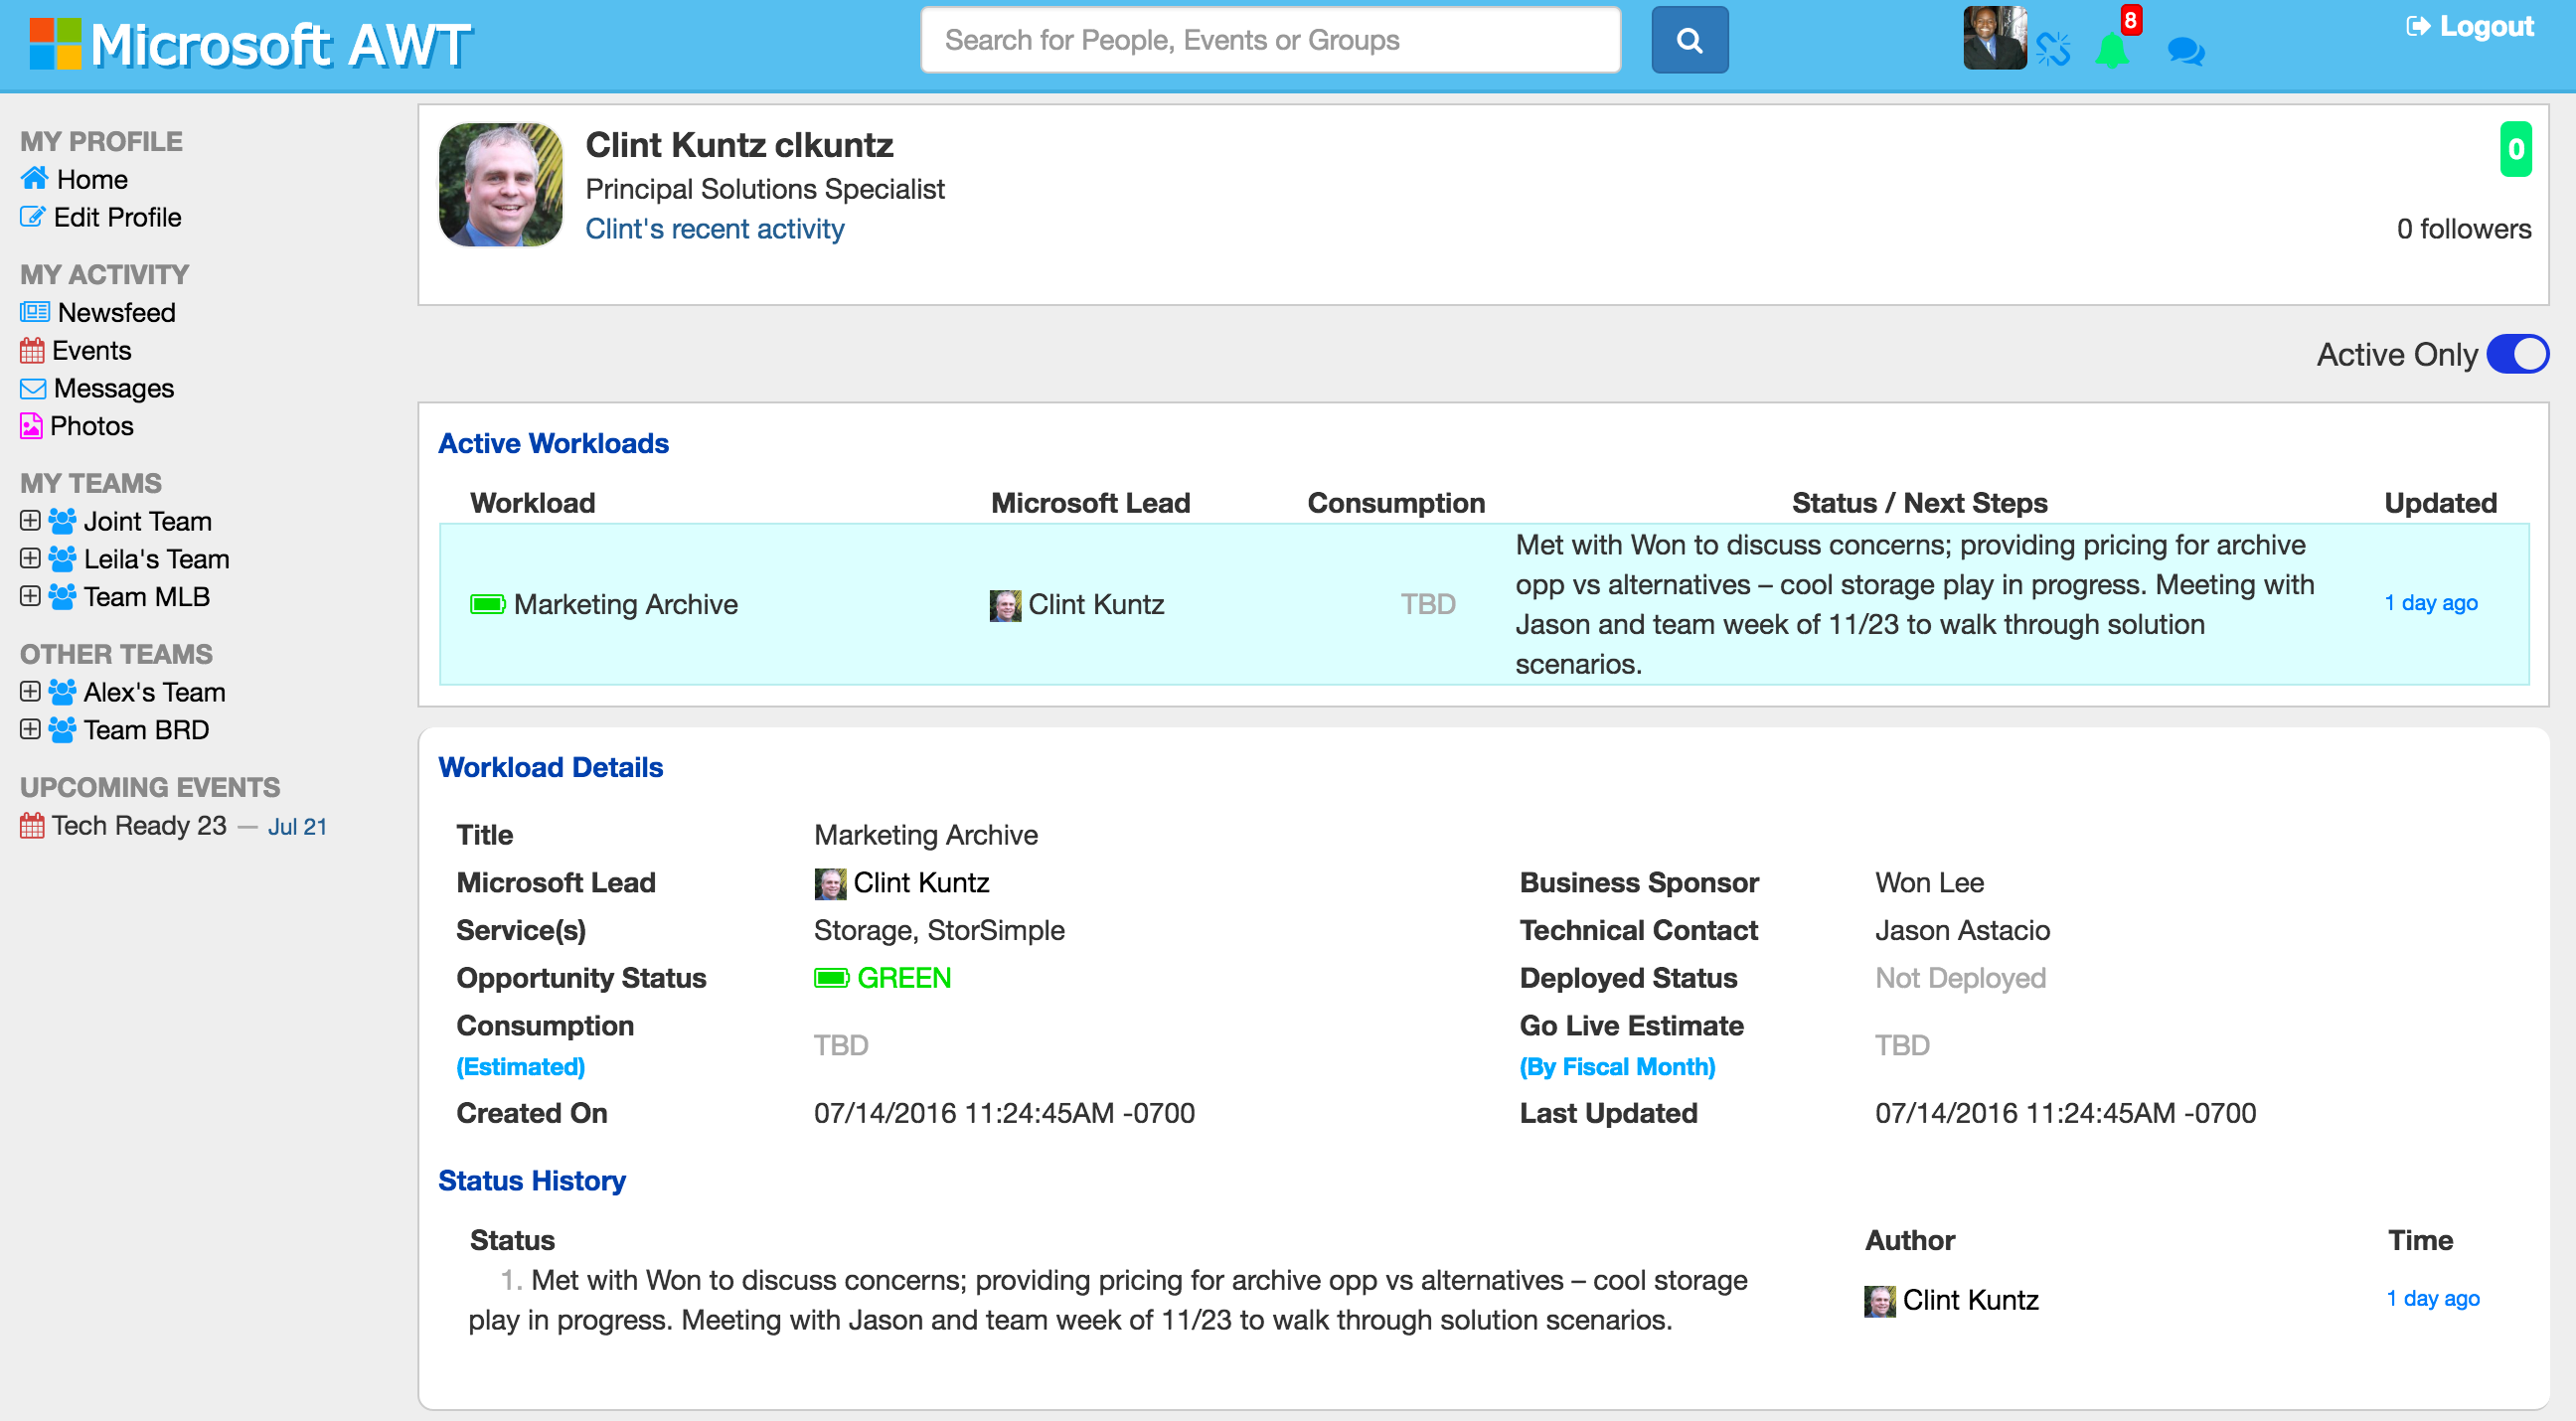 Microsoft AWT
Search for People, Events or Groups
8
Logout
MY PROFILE
Home
Edit Profile
MY ACTIVITY
Newsfeed
Events
Messages
Photos
MY TEAMS
Joint Team
Leila's Team
Team MLB
OTHER TEAMS
Alex's Team
Team BRD
UPCOMING EVENTS
Tech Ready 23 — Jul 21
Clint Kuntz clkuntz
Principal Solutions Specialist
Clint's recent activity
0
0 followers
Active Only
Active Workloads
Workload Microsoft Lead Consumption Status / Next Steps Updated
Marketing Archive Clint Kuntz TBD
Met with Won to discuss concerns; providing pricing for archive
opp vs alternatives – cool storage play in progress. Meeting with
Jason and team week of 11/23 to walk through solution
scenarios.
1 day ago
Workload Details
Title Marketing Archive
Microsoft Lead Clint Kuntz Business Sponsor Won Lee
Service(s) Storage, StorSimple Technical Contact Jason Astacio
Opportunity Status GREEN Deployed Status Not Deployed
Consumption
(Estimated)
TBD
Go Live Estimate
(By Fiscal Month)
TBD
Created On 07/14/2016 11:24:45AM -0700 Last Updated 07/14/2016 11:24:45AM -0700
Status History
Status Author Time
1. Met with Won to discuss concerns; providing pricing for archive opp vs alternatives – cool storage
play in progress. Meeting with Jason and team week of 11/23 to walk through solution scenarios.
Clint Kuntz
1 day ago